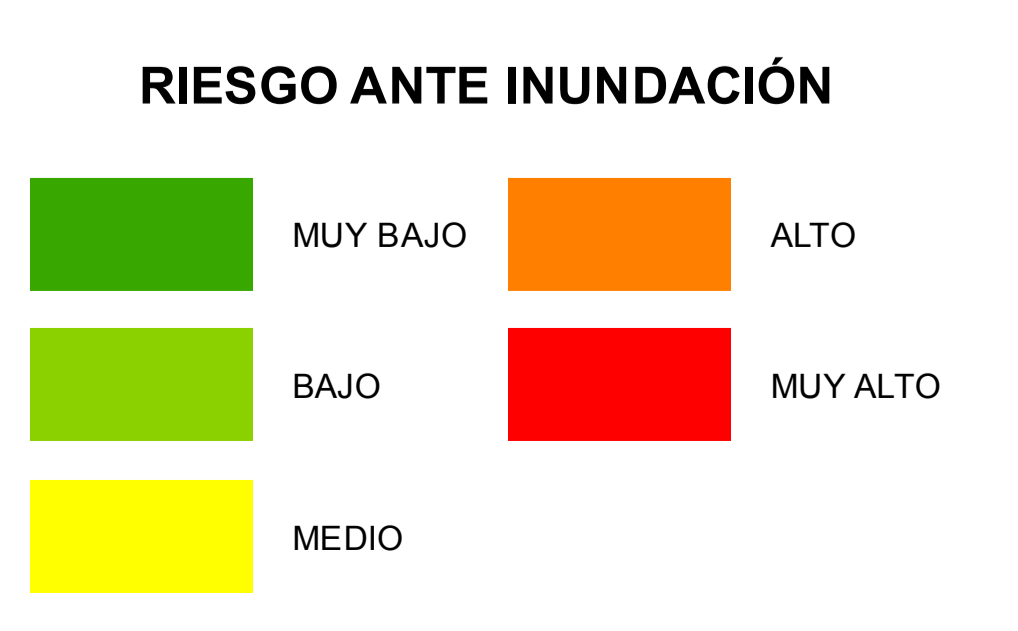 RIESGO ANTE INUNDACIÓN
MUY BAJO
BAJO
MEDIO
ALTO
MUY ALTO